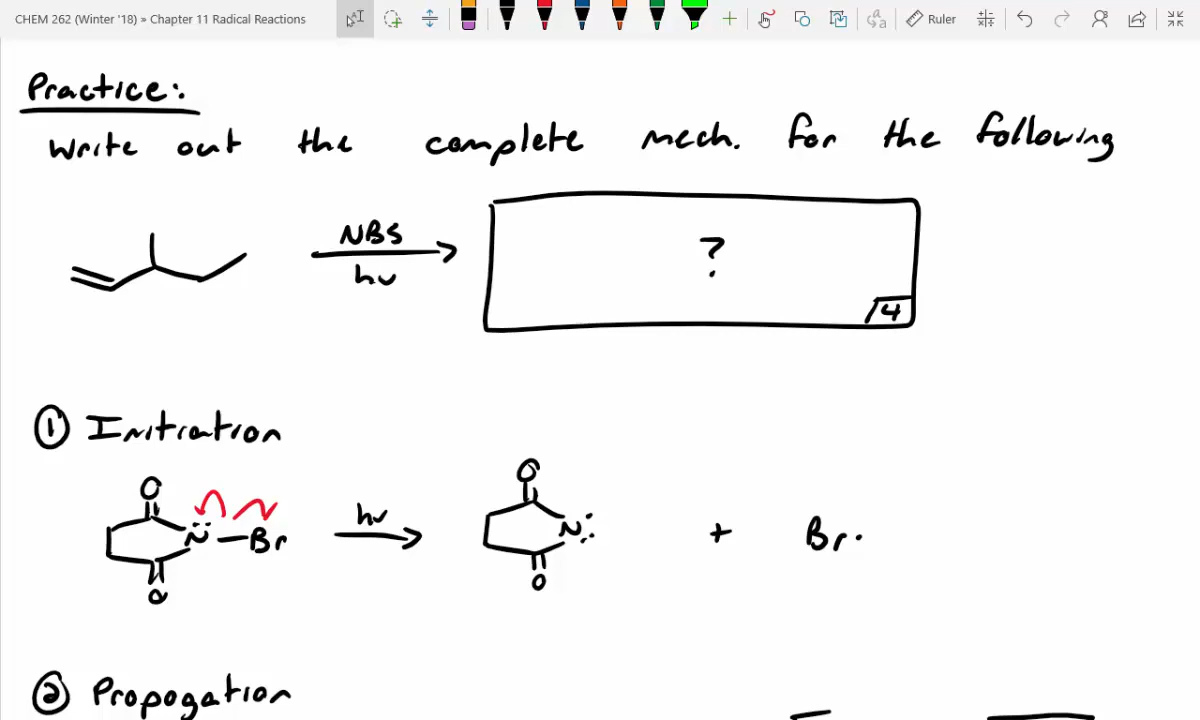 CHEM 262 (Winter '18) » Chapter 11 Radical Reactions
Ruler
Practice:
Write out the complete mech. for the following
NBS
hν
?
/4
① Initiation
O
N Br
O
hν
O
N
O
+ Br·
② Propogation